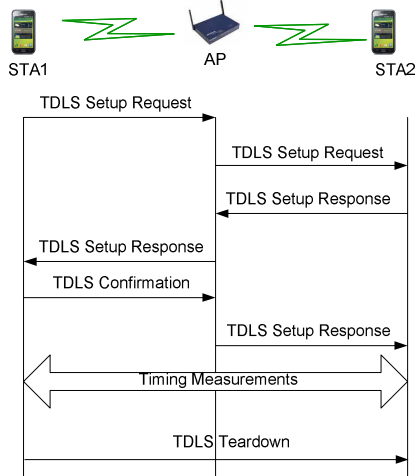 STA1
AP
STA2
TDLS Setup Request
TDLS Setup Request
TDLS Setup Response
TDLS Setup Response
TDLS Confirmation
TDLS Setup Response
Timing Measurements
TDLS Teardown